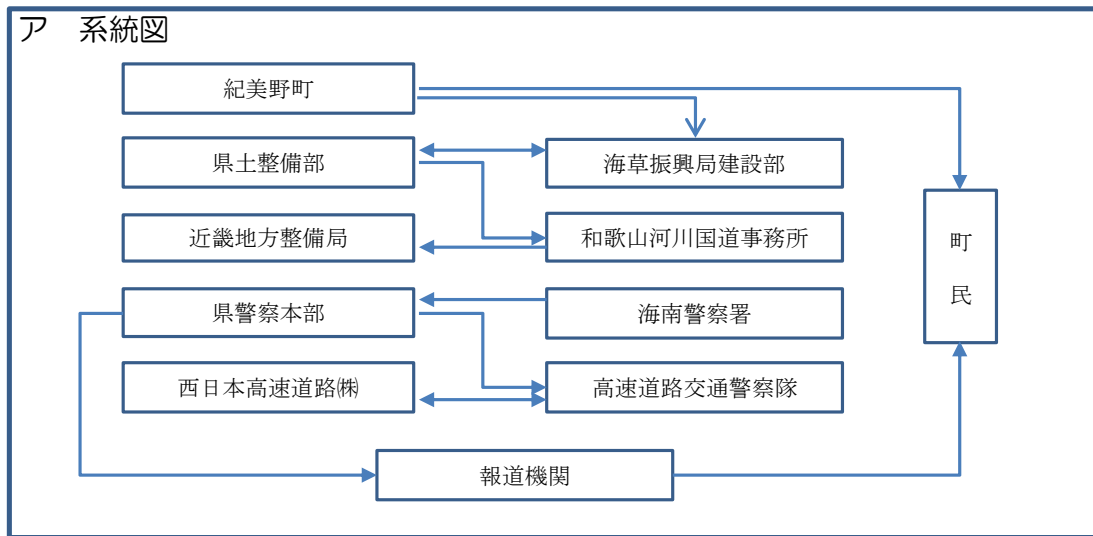 ア 系統図
紀美野町
県土整備部
海草振興局建設部
近畿地方整備局
和歌山河川国道事務所
町民
県警察本部
海南警察署
西日本高速道路㈱
高速道路交通警察隊
報道機関